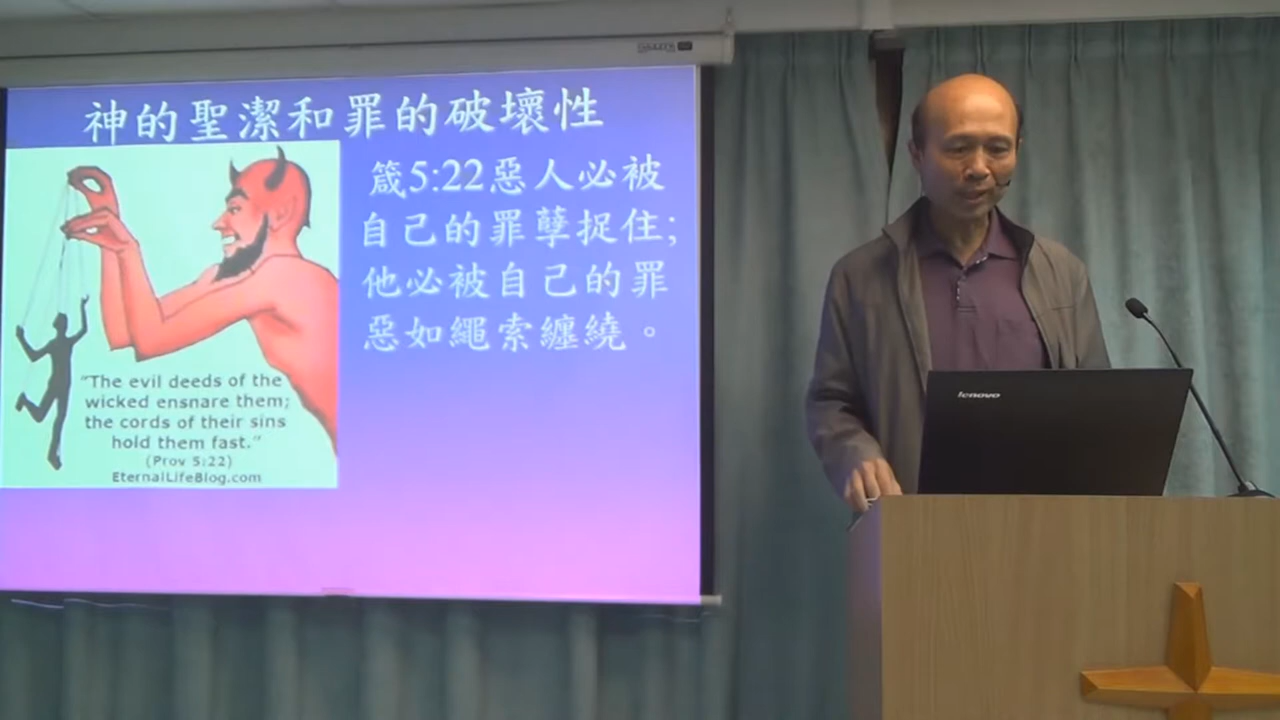 神的聖潔和罪的破壞性
箴5:22惡人必被
自己的罪孽捉住;
他必被自己的罪
惡如繩索纏繞。
"The evil deeds of the
wicked ensnare them;
the cords of their sins
hold them fast."
(Prov 5:22)
EternalLifeBlog.com
lenovo